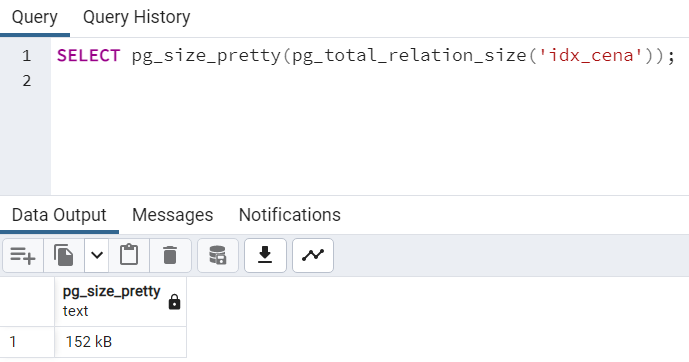 Query Query History
1 SELECT pg_size_pretty(pg_total_relation_size('idx_cena'));
2
Data Output Messages Notifications
pg_size_pretty
text
1 152 kB